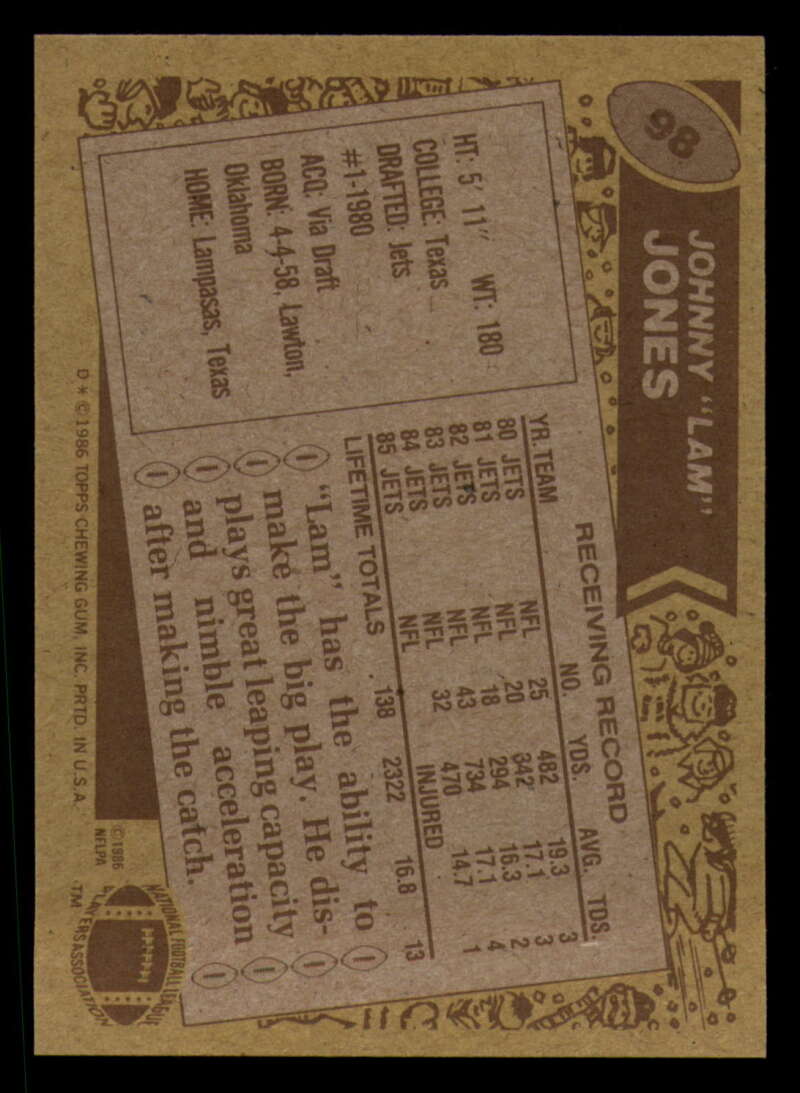 98
JOHNNY "LAM"
JONES
HT: 5' 11" WT: 180
COLLEGE: Texas
DRAFTED: Jets
#1-1980
ACQ: Via Draft
BORN: 4-4-58, Lawton,
Oklahoma
HOME: Lampasas, Texas
RECEIVING RECORD
YR. TEAM NO. YDS. AVG. TDS.
80 JETS NFL 25 482 19.3 3
81 JETS NFL 20 342 17.1 3
82 JETS NFL 18 294 16.3 2
83 JETS NFL 43 734 17.1 4
84 JETS NFL 32 470 14.7 1
85 JETS NFL INJURED
LIFETIME TOTALS 138 2322 16.8 13
"Lam" has the ability to
make the big play. He dis-
plays great leaping capacity
and nimble acceleration
after making the catch.
D * © 1986 TOPPS CHEWING GUM, INC. PRTD. IN U.S.A.
©1986
NFLPA
NATIONAL FOOTBALL LEAGUE
PLAYERS ASSOCIATION
TM